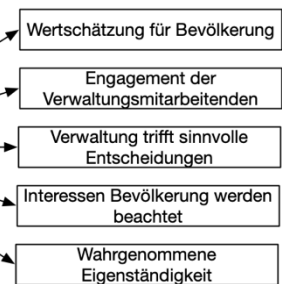 Wertschätzung für Bevölkerung
Engagement der
Verwaltungsmitarbeitenden
Verwaltung trifft sinnvolle
Entscheidungen
Interessen Bevölkerung werden
beachtet
Wahrgenommene
Eigenständigkeit